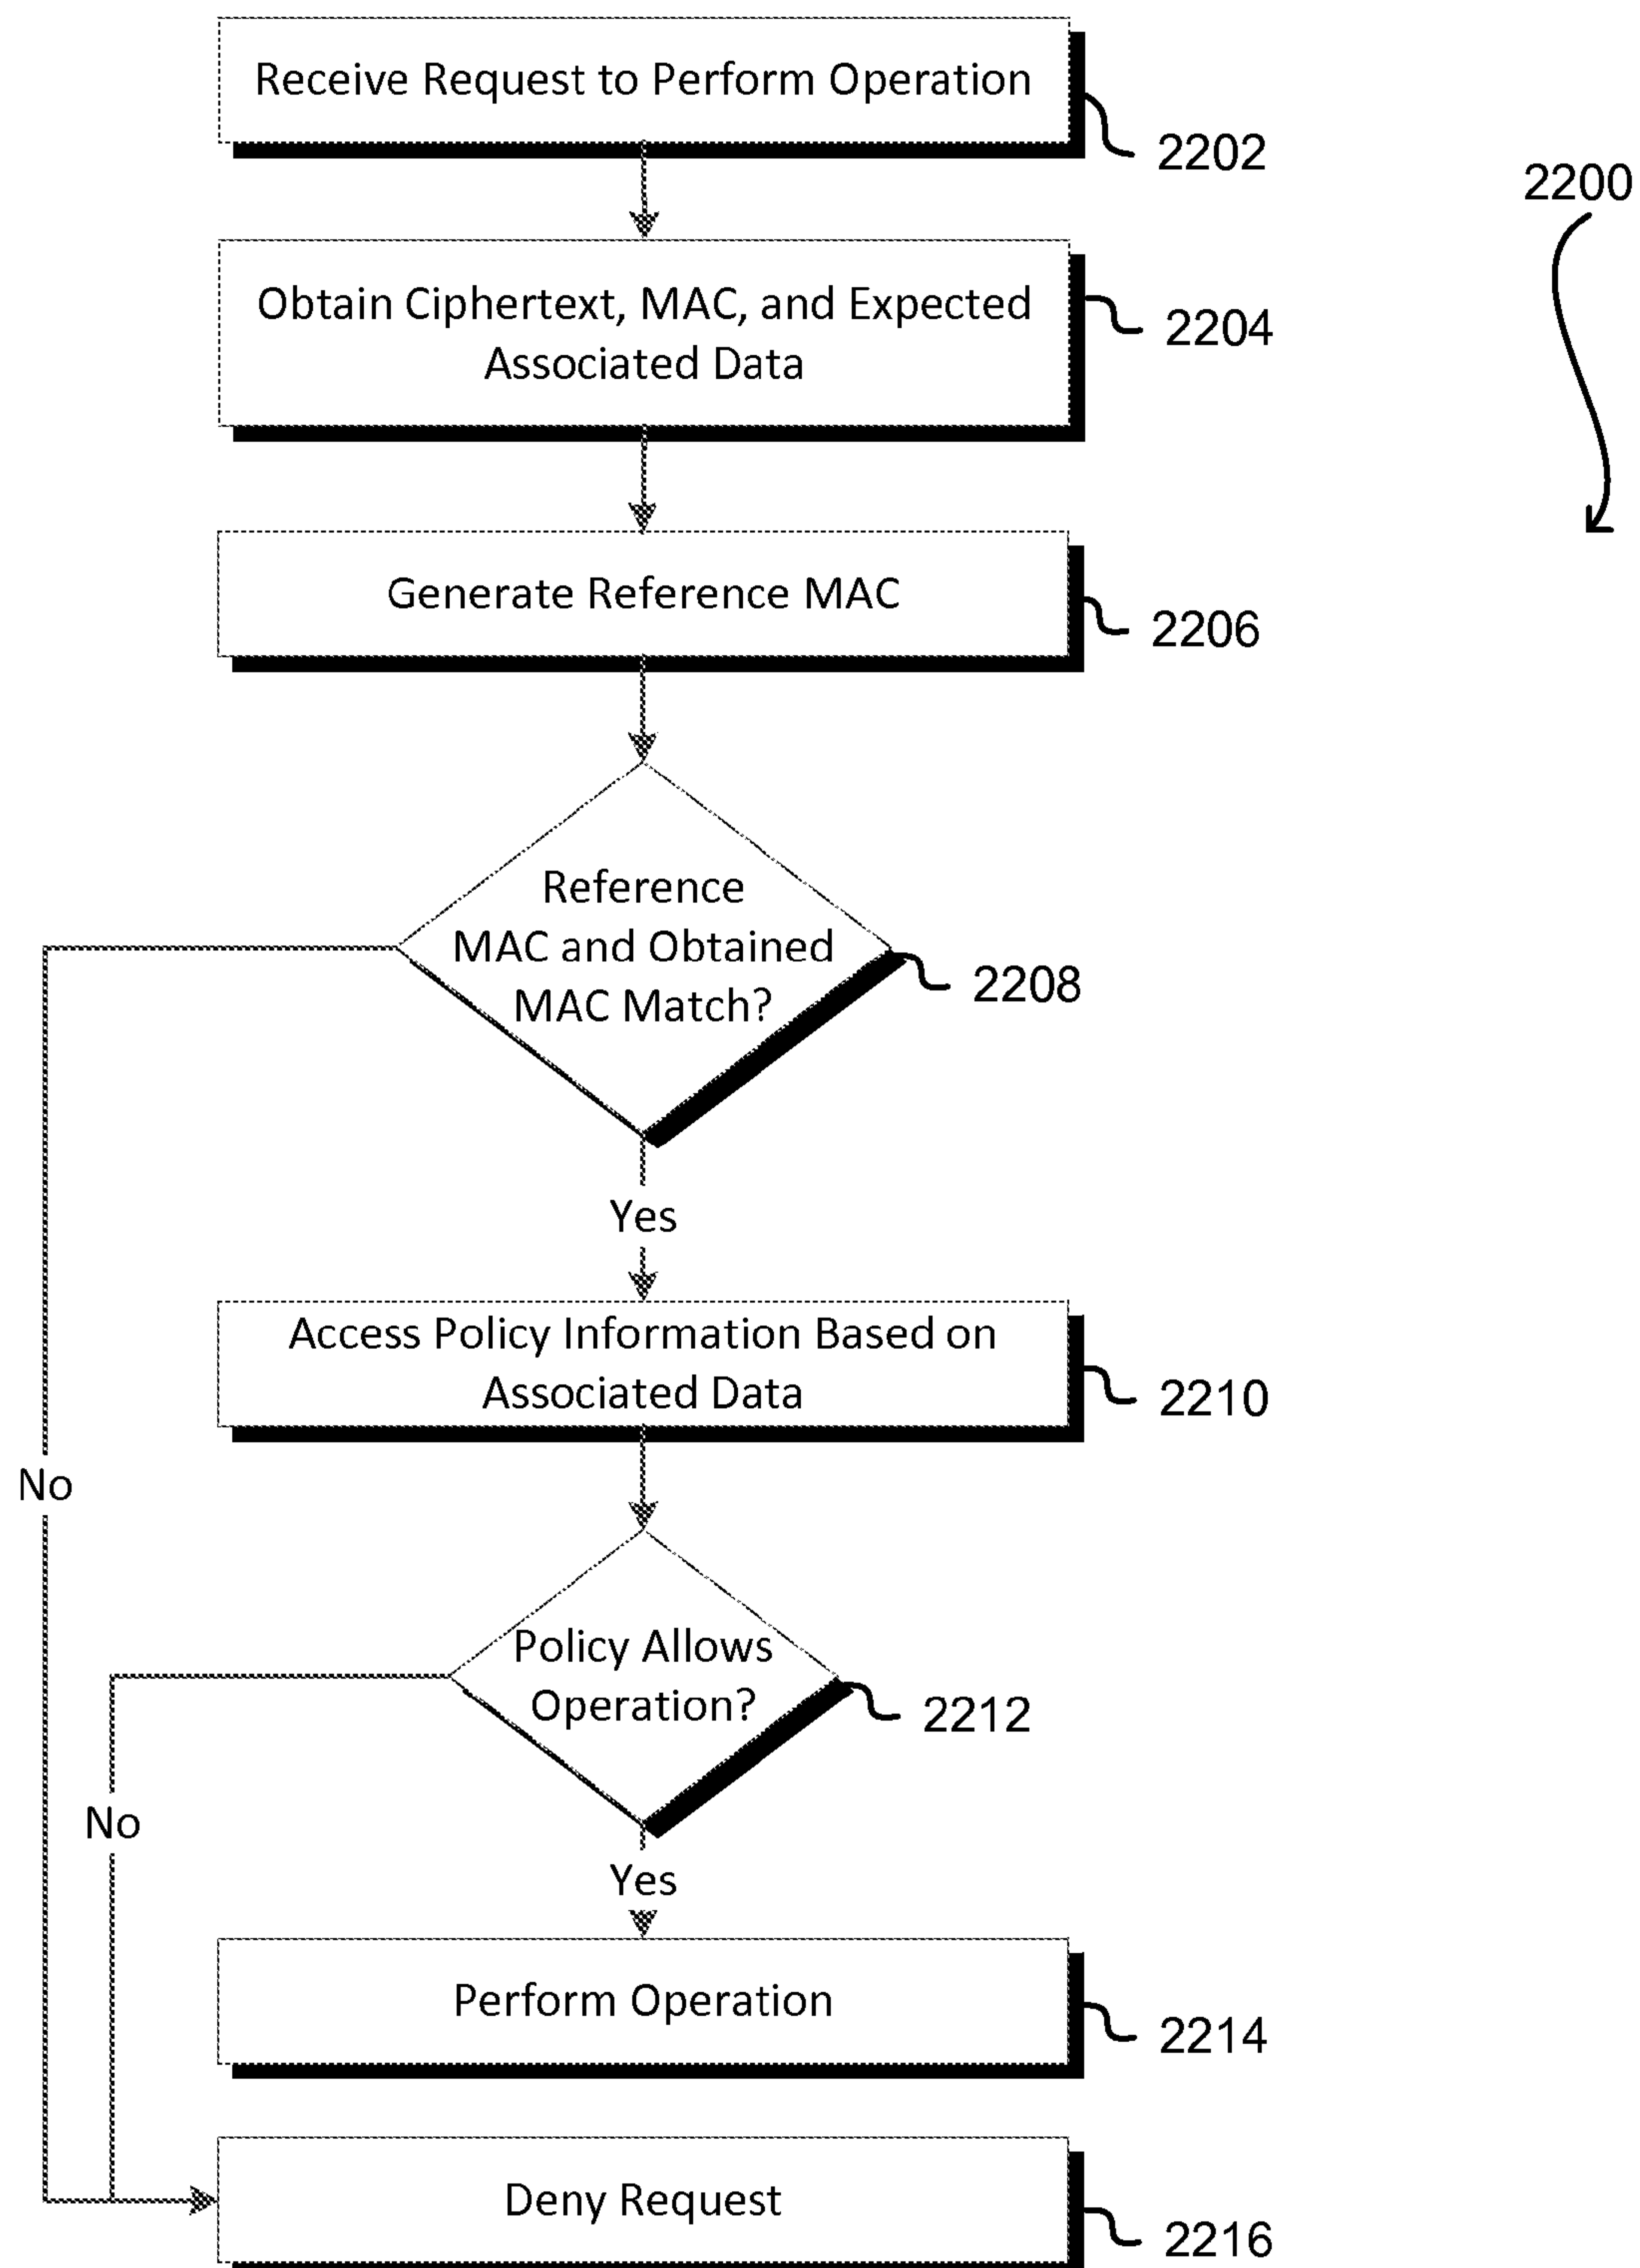 Receive Request to Perform Operation
2202
2200
Obtain Ciphertext, MAC, and Expected
Associated Data
2204
Generate Reference MAC
2206
Reference
MAC and Obtained
MAC Match?
2208
Yes
Access Policy Information Based on
Associated Data
2210
No
Policy Allows
Operation?
2212
No
Yes
Perform Operation
2214
Deny Request
2216